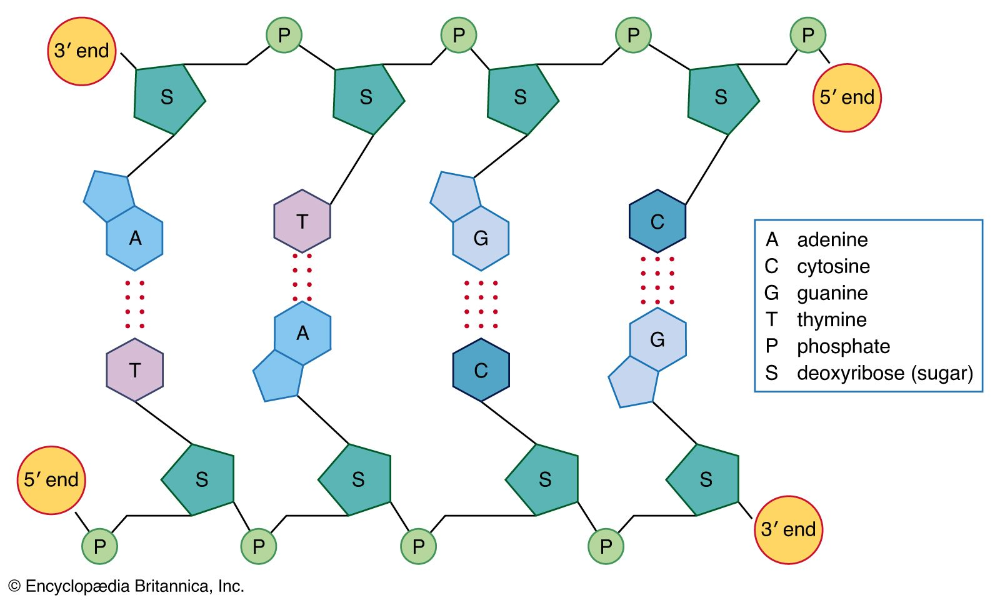 3′ end
P
P
P
P
5′ end
S
S
S
S
A
T
G
C
T
A
C
G
A adenine
C cytosine
G guanine
T thymine
P phosphate
S deoxyribose (sugar)
5′ end
S
S
S
S
3′ end
P
P
P
P
© Encyclopædia Britannica, Inc.